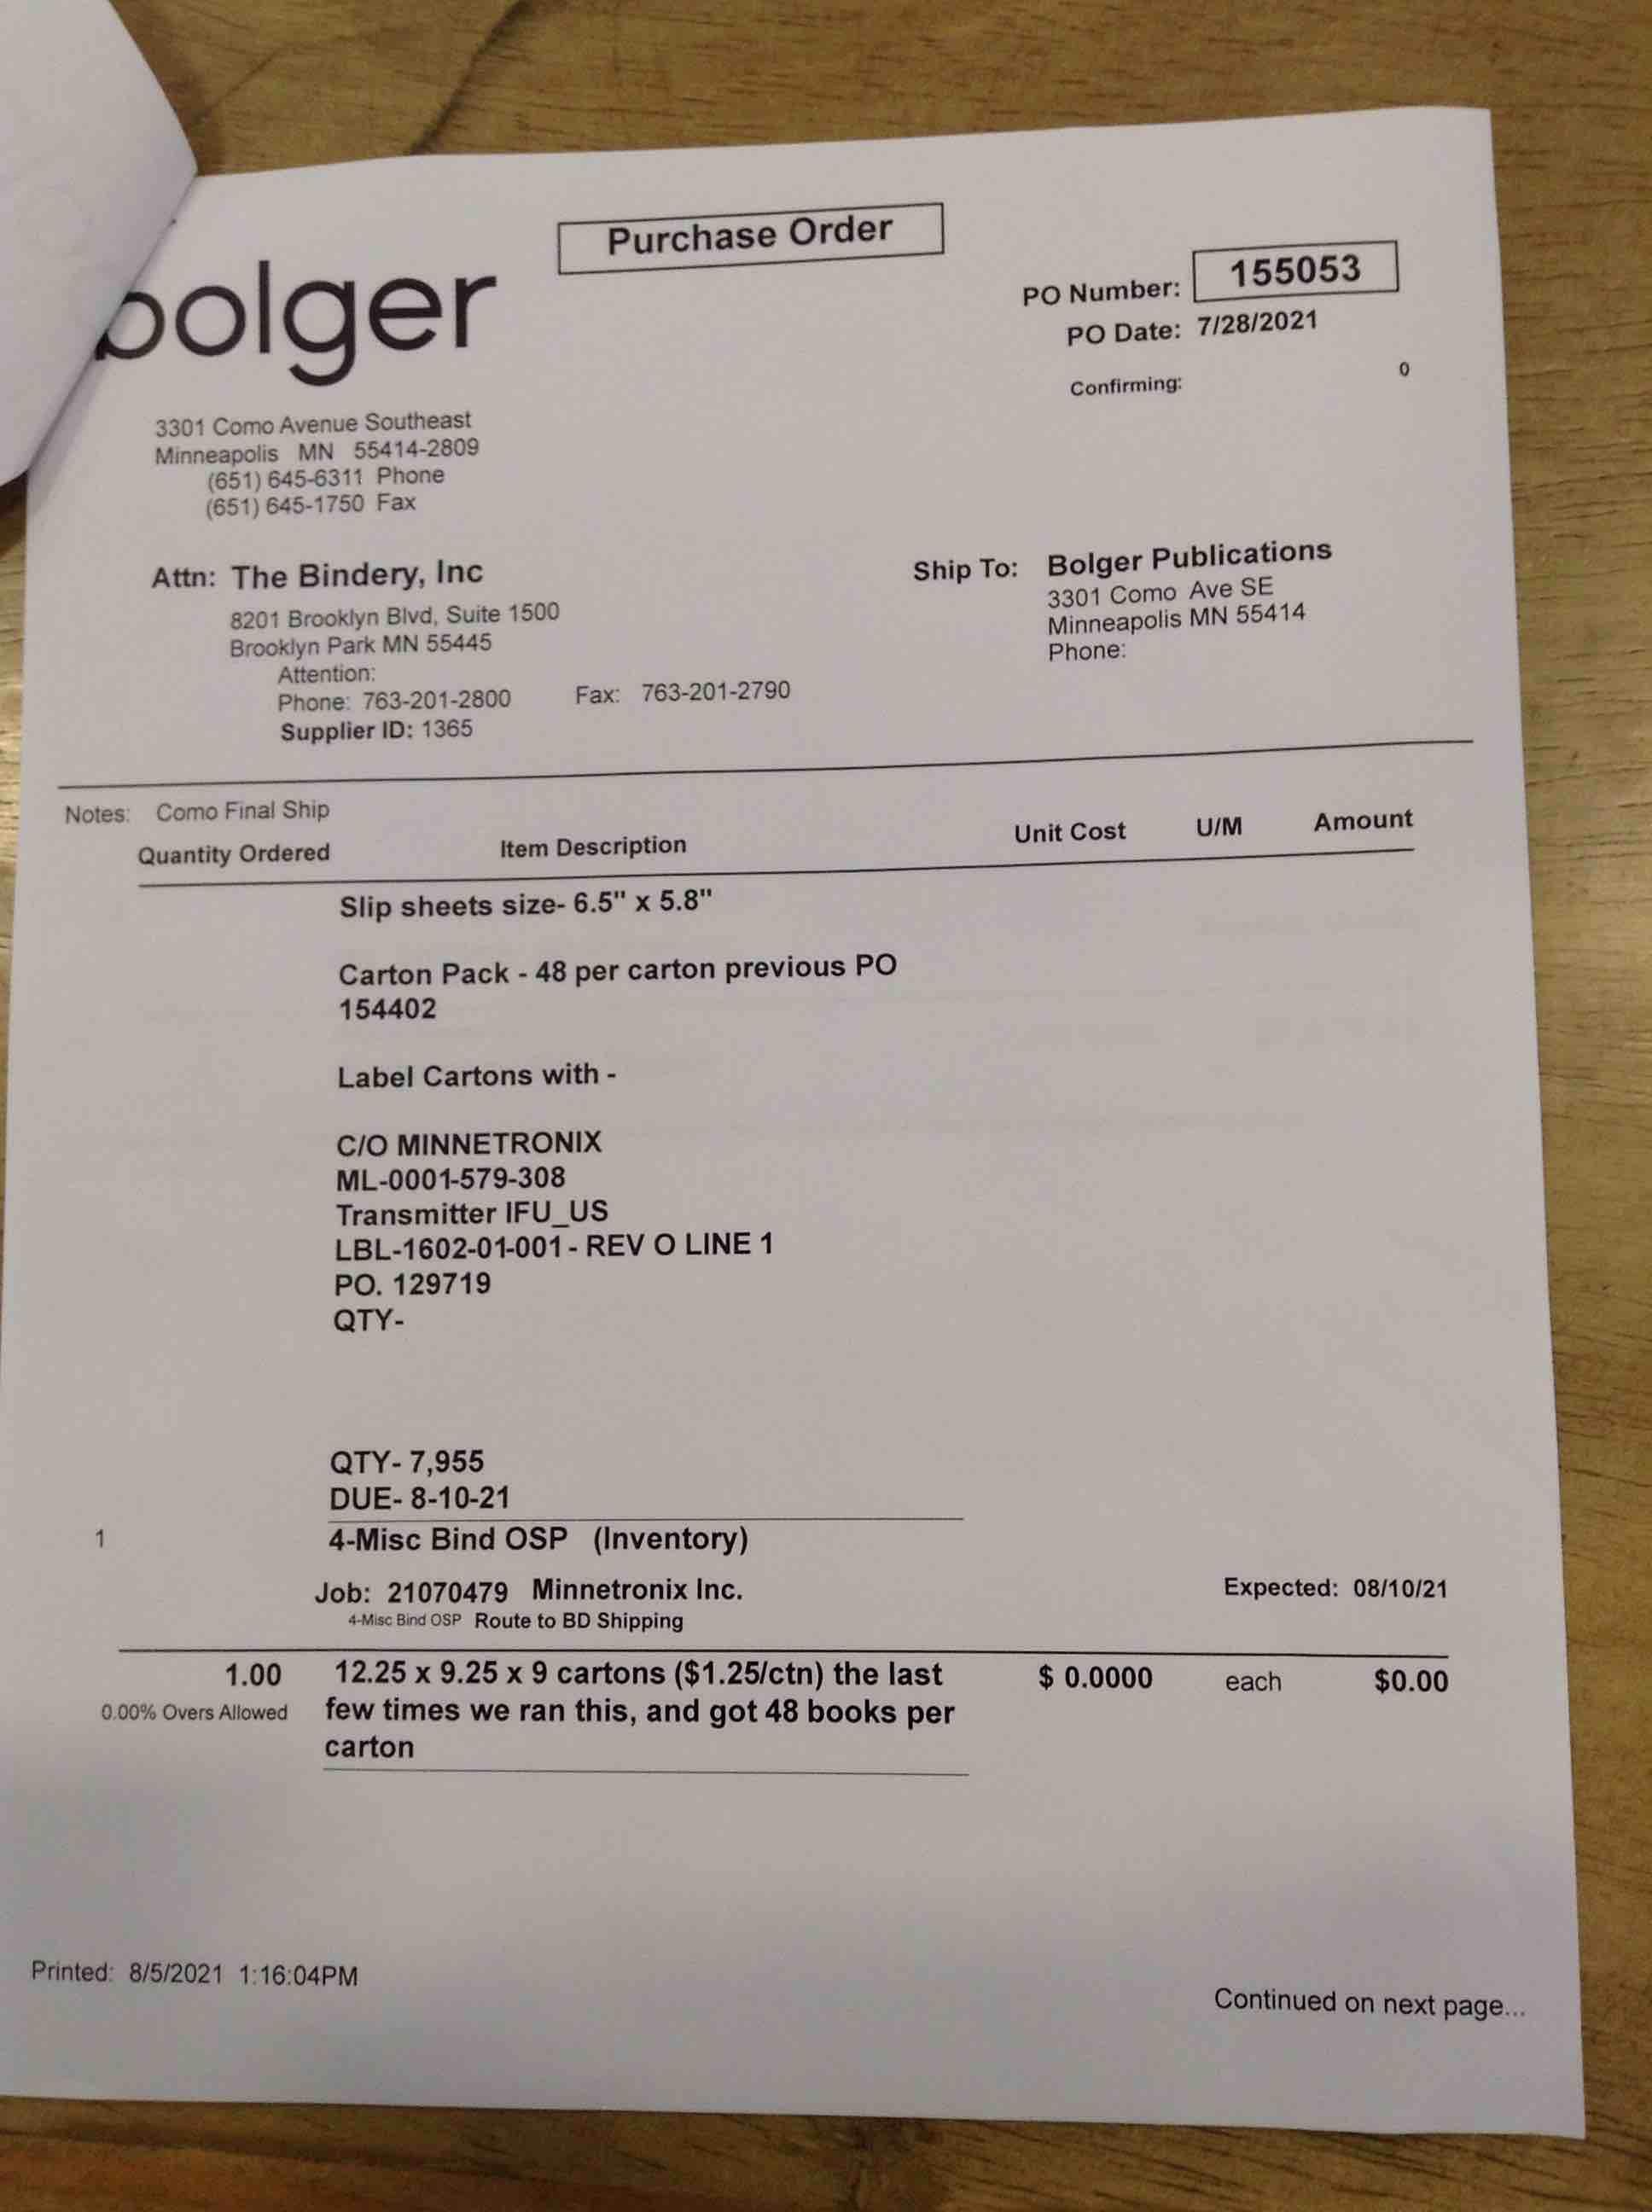 Purchase Order
bolger
PO Number: 155053
PO Date: 7/28/2021
Confirming: 0
3301 Como Avenue Southeast
Minneapolis MN 55414-2809
(651) 645-6311 Phone
(651) 645-1750 Fax
Attn: The Bindery, Inc
8201 Brooklyn Blvd, Suite 1500
Brooklyn Park MN 55445
Attention:
Phone: 763-201-2800 Fax: 763-201-2790
Supplier ID: 1365
Ship To: Bolger Publications
3301 Como Ave SE
Minneapolis MN 55414
Phone:
Notes: Como Final Ship
Quantity Ordered Item Description Unit Cost U/M Amount
Slip sheets size- 6.5" x 5.8"
Carton Pack - 48 per carton previous PO
154402
Label Cartons with -
C/O MINNETRONIX
ML-0001-579-308
Transmitter IFU_US
LBL-1602-01-001 - REV O LINE 1
PO. 129719
QTY-
QTY- 7,955
DUE- 8-10-21
1 4-Misc Bind OSP (Inventory)
Job: 21070479 Minnetronix Inc. Expected: 08/10/21
4-Misc Bind OSP Route to BD Shipping
1.00 12.25 x 9.25 x 9 cartons ($1.25/ctn) the last $ 0.0000 each $0.00
0.00% Overs Allowed few times we ran this, and got 48 books per
carton
Printed: 8/5/2021 1:16:04PM
Continued on next page...